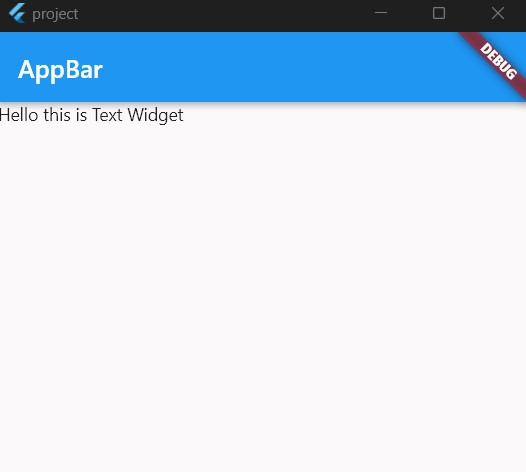 project
AppBar
DEBUG
Hello this is Text Widget